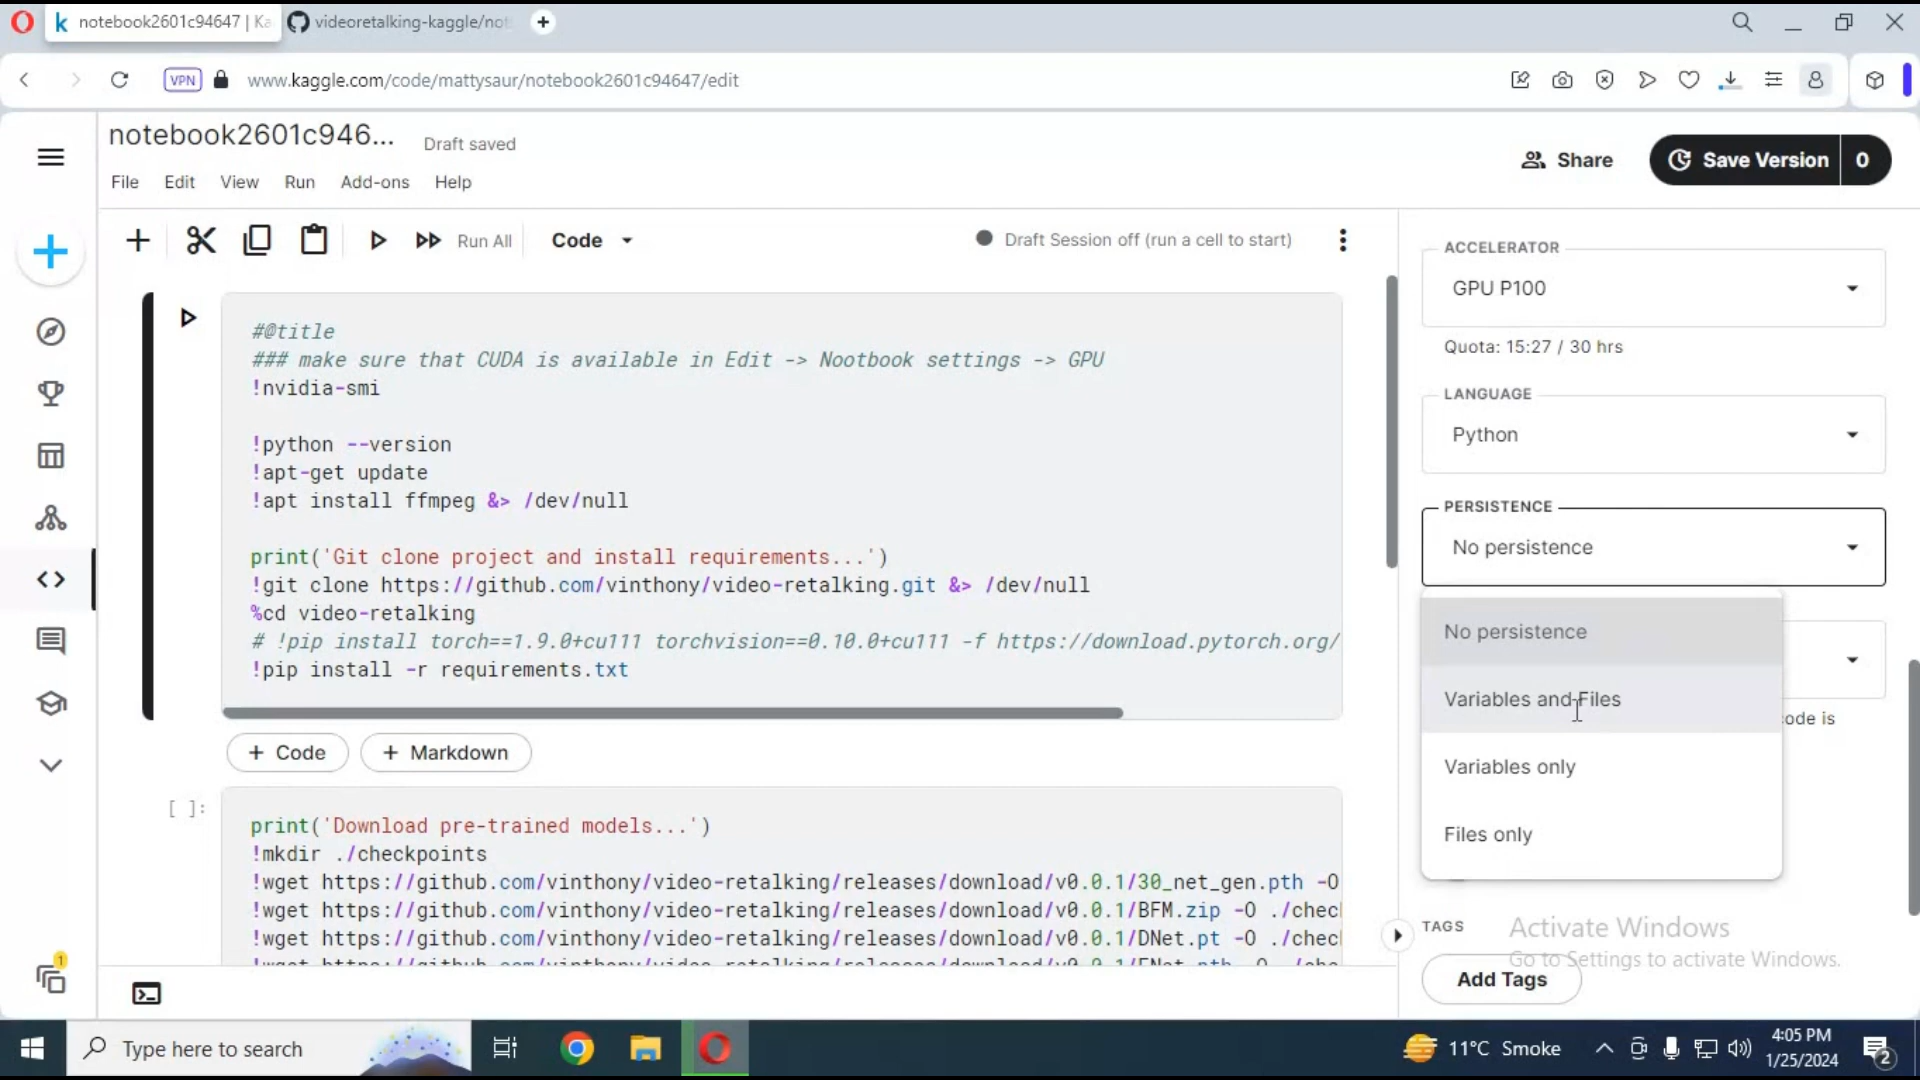 notebook2601c94647 | Ka
videoretalking-kaggle/not
VPN
www.kaggle.com/code/mattysaur/notebook2601c94647/edit
notebook2601c946...
Draft saved
File Edit View Run Add-ons Help
Share
Save Version 0
Run All
Code
Draft Session off (run a cell to start)
#@title
### make sure that CUDA is available in Edit -> Nootbook settings -> GPU
!nvidia-smi
!python --version
!apt-get update
!apt install ffmpeg &> /dev/null
print('Git clone project and install requirements...')
!git clone https://github.com/vinthony/video-retalking.git &> /dev/null
%cd video-retalking
# !pip install torch==1.9.0+cu111 torchvision==0.10.0+cu111 -f https://download.pytorch.org/
!pip install -r requirements.txt
+ Code
+ Markdown
[ ]:
print('Download pre-trained models...')
!mkdir ./checkpoints
!wget https://github.com/vinthony/video-retalking/releases/download/v0.0.1/30_net_gen.pth -O
!wget https://github.com/vinthony/video-retalking/releases/download/v0.0.1/BFM.zip -O ./chec
!wget https://github.com/vinthony/video-retalking/releases/download/v0.0.1/DNet.pt -O ./chec
ACCELERATOR
GPU P100
Quota: 15:27 / 30 hrs
LANGUAGE
Python
PERSISTENCE
No persistence
No persistence
Variables and Files
Variables only
Files only
code is
TAGS
Add Tags
Activate Windows
Go to Settings to activate Windows.
1
Type here to search
11°C Smoke
4:05 PM
1/25/2024
2